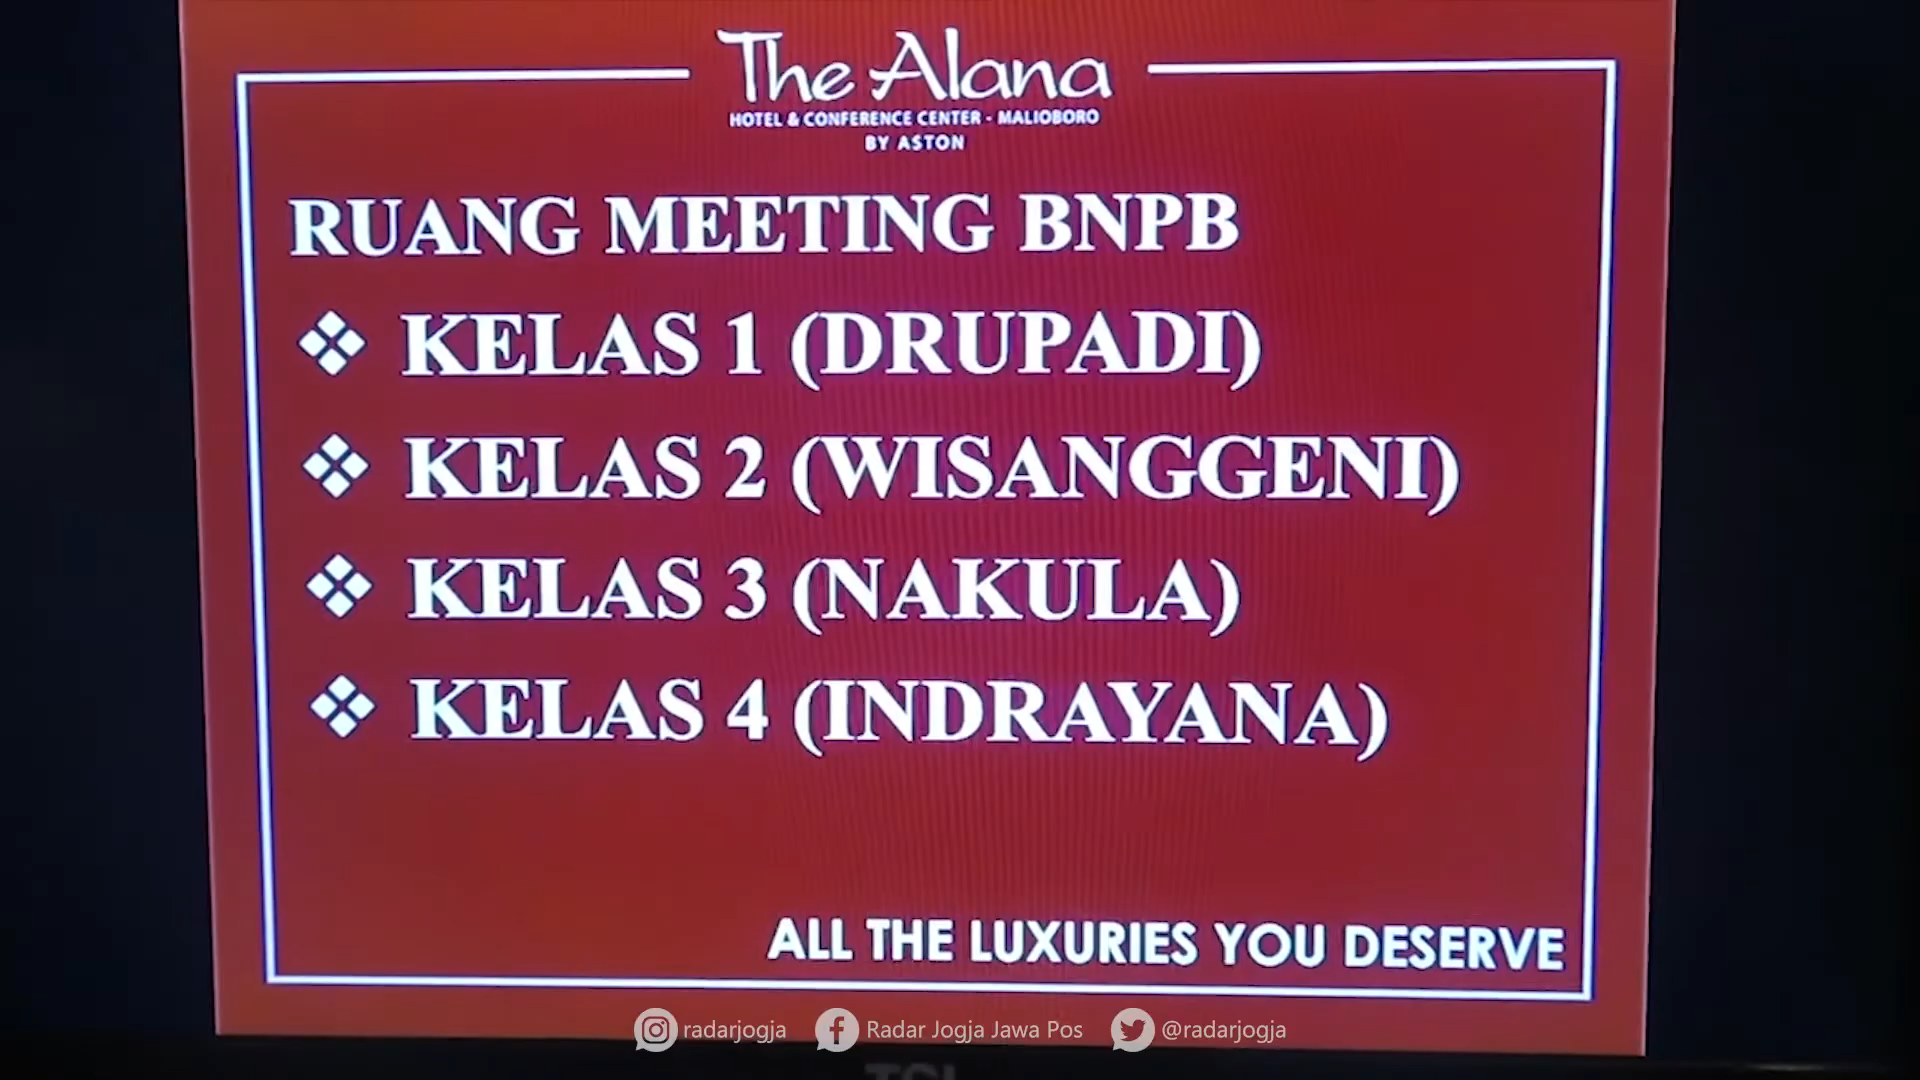 The Alana
HOTEL & CONFERENCE CENTER - MALIOBORO
BY ASTON
RUANG MEETING BNPB
❖ KELAS 1 (DRUPADI)
❖ KELAS 2 (WISANGGENI)
❖ KELAS 3 (NAKULA)
❖ KELAS 4 (INDRAYANA)
ALL THE LUXURIES YOU DESERVE
radarjogja Radar Jogja Jawa Pos @radarjogja
TCL